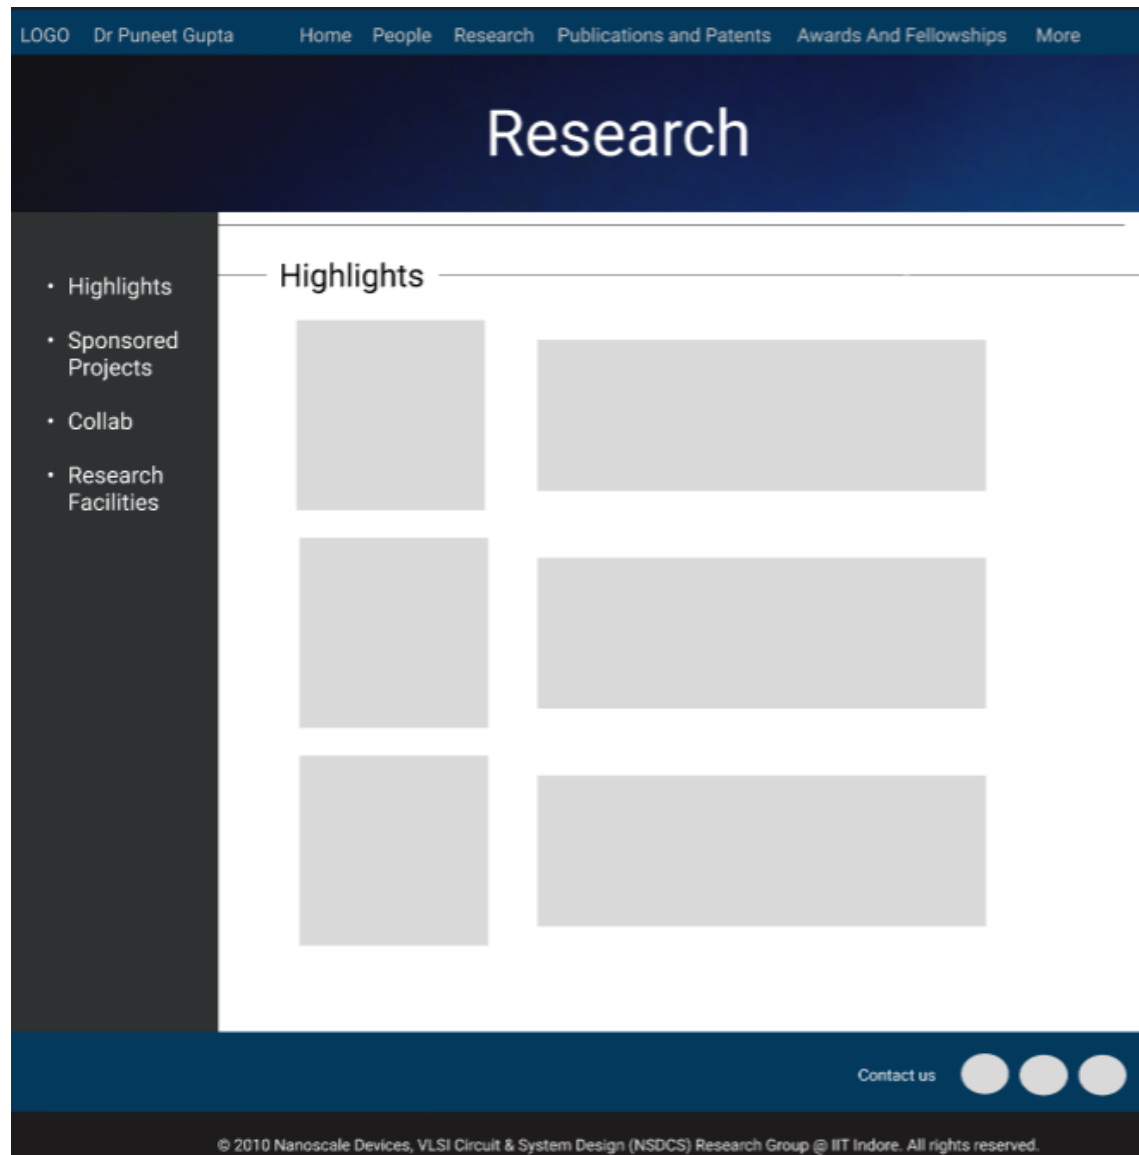 LOGO Dr Puneet Gupta Home People Research Publications and Patents Awards And Fellowships More
Research
Highlights
Sponsored
Projects
Collab
Research
Facilities
Highlights
Contact us
© 2010 Nanoscale Devices, VLSI Circuit & System Design (NSDCS) Research Group @ IIT Indore. All rights reserved.